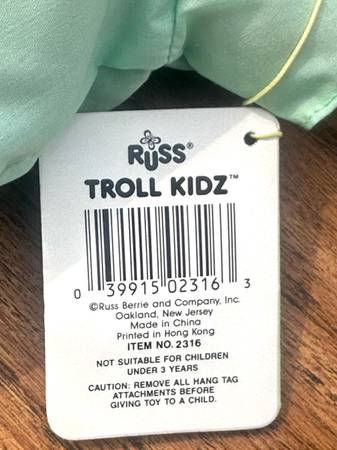 RUSS®
TROLL KIDZ™
0 39915 02316 3
©Russ Berrie and Company, Inc.
Oakland, New Jersey
Made in China
Printed in Hong Kong
ITEM NO. 2316
NOT SUITABLE FOR CHILDREN
UNDER 3 YEARS
CAUTION: REMOVE ALL HANG TAG
ATTACHMENTS BEFORE
GIVING TOY TO A CHILD.